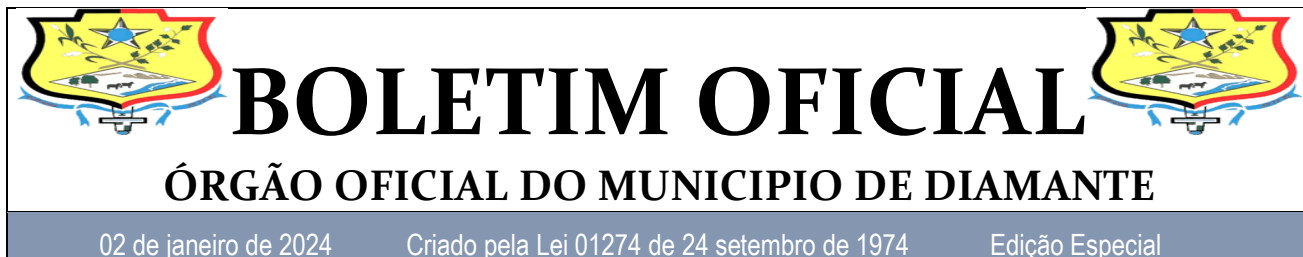 BOLETIM OFICIAL
ÓRGÃO OFICIAL DO MUNICIPIO DE DIAMANTE
02 de janeiro de 2024 Criado pela Lei 01274 de 24 setembro de 1974 Edição Especial